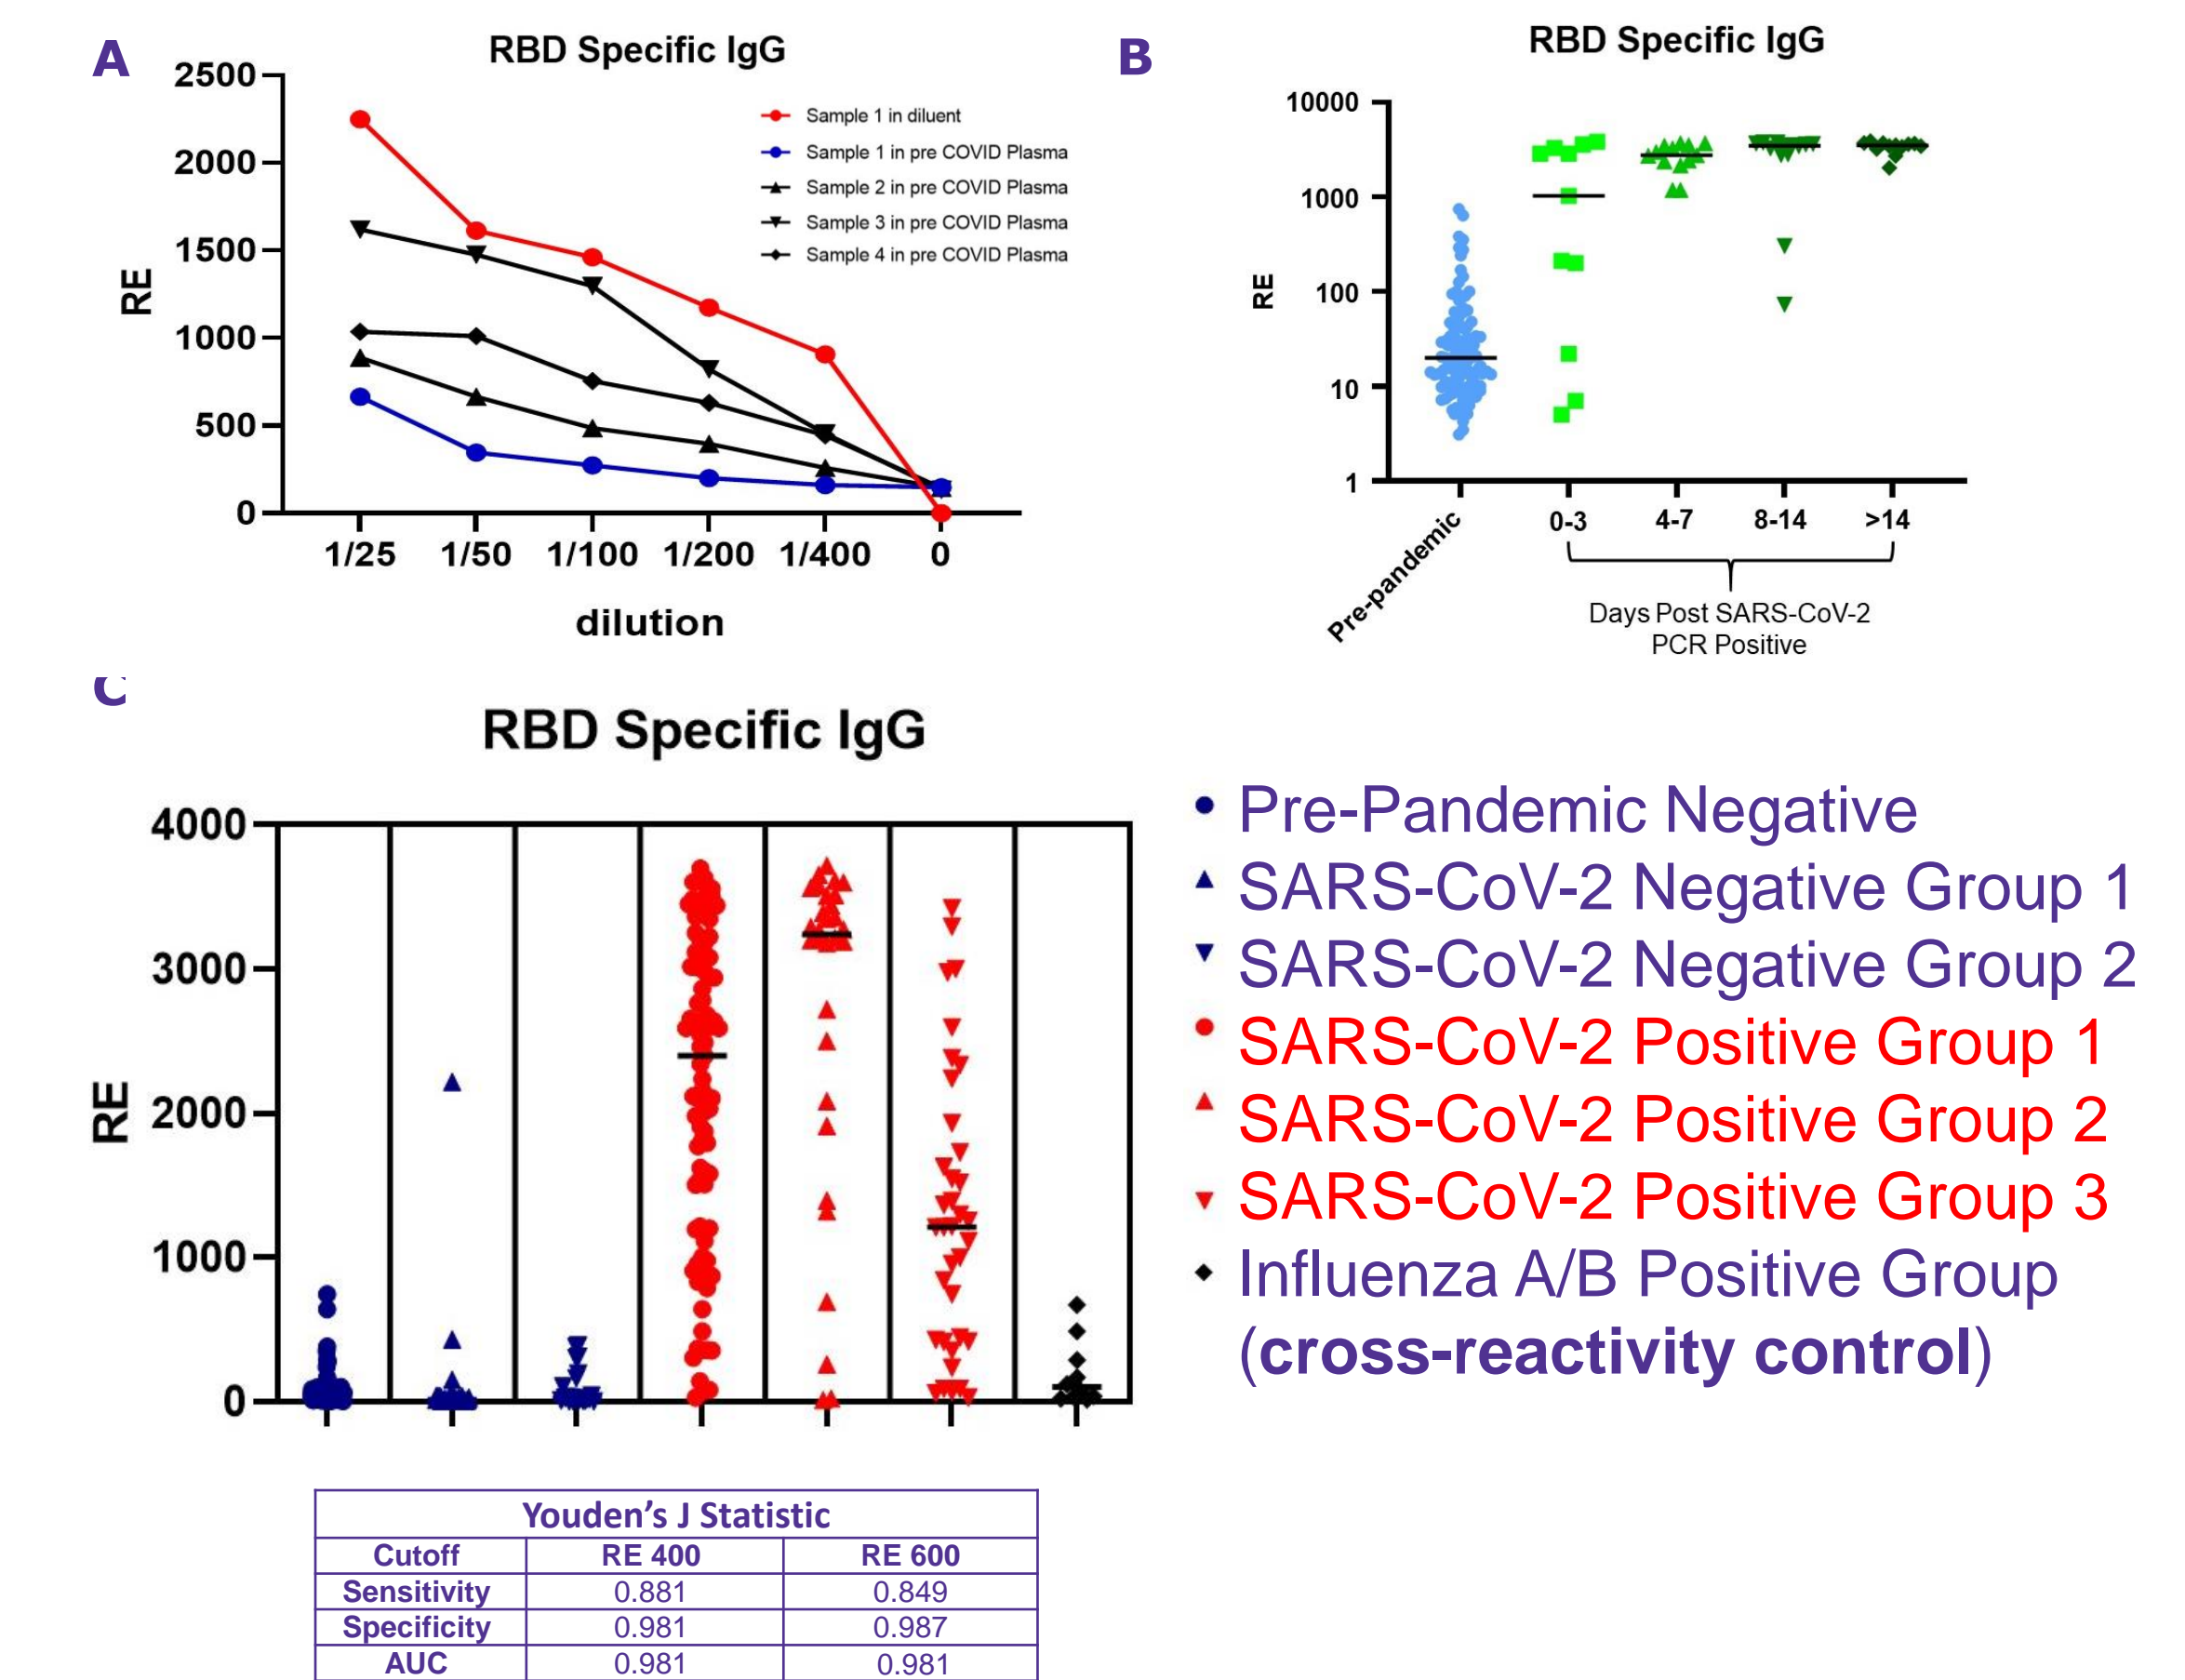 A
RBD Specific IgG
2500
2000
1500
1000
500
0
RE
Sample 1 in diluent
Sample 1 in pre COVID Plasma
Sample 2 in pre COVID Plasma
Sample 3 in pre COVID Plasma
Sample 4 in pre COVID Plasma
1/25 1/50 1/100 1/200 1/400 0
dilution
B
RBD Specific IgG
10000
1000
100
10
1
RE
Pre-pandemic 0-3 4-7 8-14 >14
Days Post SARS-CoV-2
PCR Positive
C
RBD Specific IgG
4000
3000
2000
1000
0
RE
Pre-Pandemic Negative
SARS-CoV-2 Negative Group 1
SARS-CoV-2 Negative Group 2
SARS-CoV-2 Positive Group 1
SARS-CoV-2 Positive Group 2
SARS-CoV-2 Positive Group 3
Influenza A/B Positive Group
(cross-reactivity control)
Youden’s J Statistic
Cutoff RE 400 RE 600
Sensitivity 0.881 0.849
Specificity 0.981 0.987
AUC 0.981 0.981